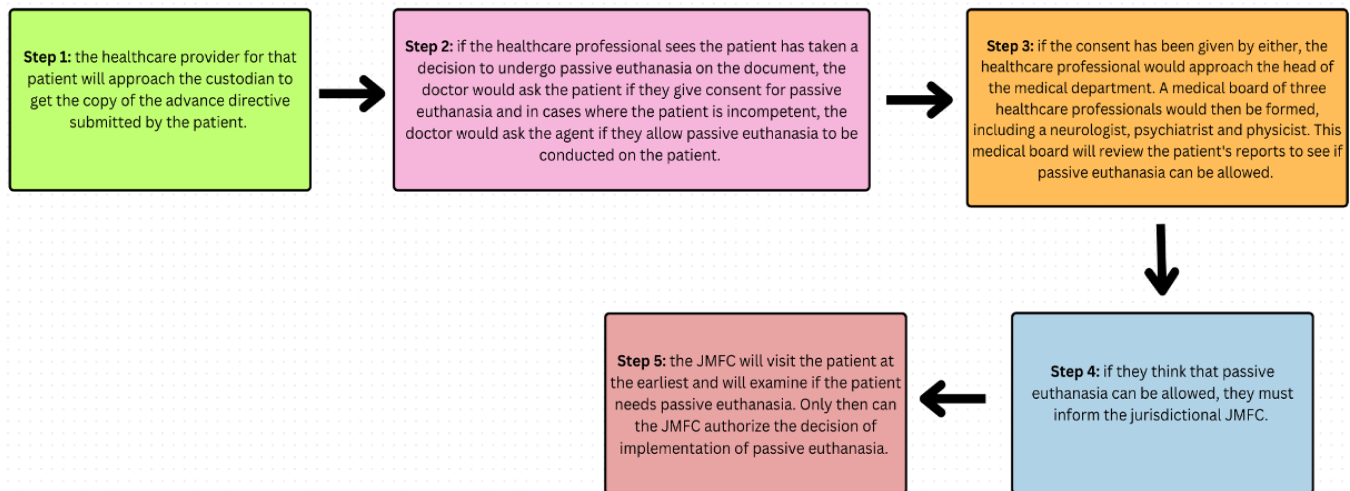 Step 1: the healthcare provider for that
patient will approach the custodian to
get the copy of the advance directive
submitted by the patient.
Step 2: if the healthcare professional sees the patient has taken a
decision to undergo passive euthanasia on the document, the
doctor would ask the patient if they give consent for passive
euthanasia and in cases where the patient is incompetent, the
doctor would ask the agent if they allow passive euthanasia to be
conducted on the patient.
Step 3: if the consent has been given by either, the
healthcare professional would approach the head of
the medical department. A medical board of three
healthcare professionals would then be formed,
including a neurologist, psychiatrist and physicist. This
medical board will review the patient's reports to see if
passive euthanasia can be allowed.
Step 4: if they think that passive
euthanasia can be allowed, they must
inform the jurisdictional JMFC.
Step 5: the JMFC will visit the patient at
the earliest and will examine if the patient
needs passive euthanasia. Only then can
the JMFC authorize the decision of
implementation of passive euthanasia.